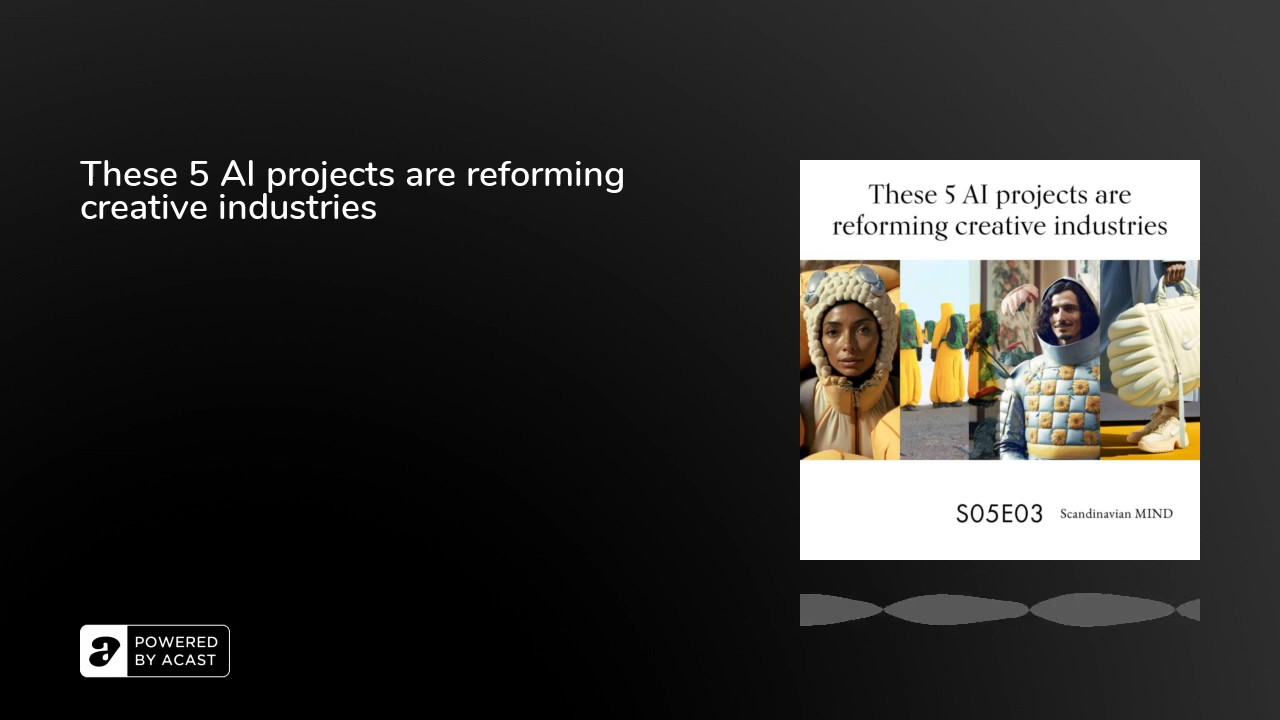 These 5 AI projects are reforming
creative industries
These 5 AI projects are
reforming creative industries
S05E03 Scandinavian MIND
a POWERED
BY ACAST